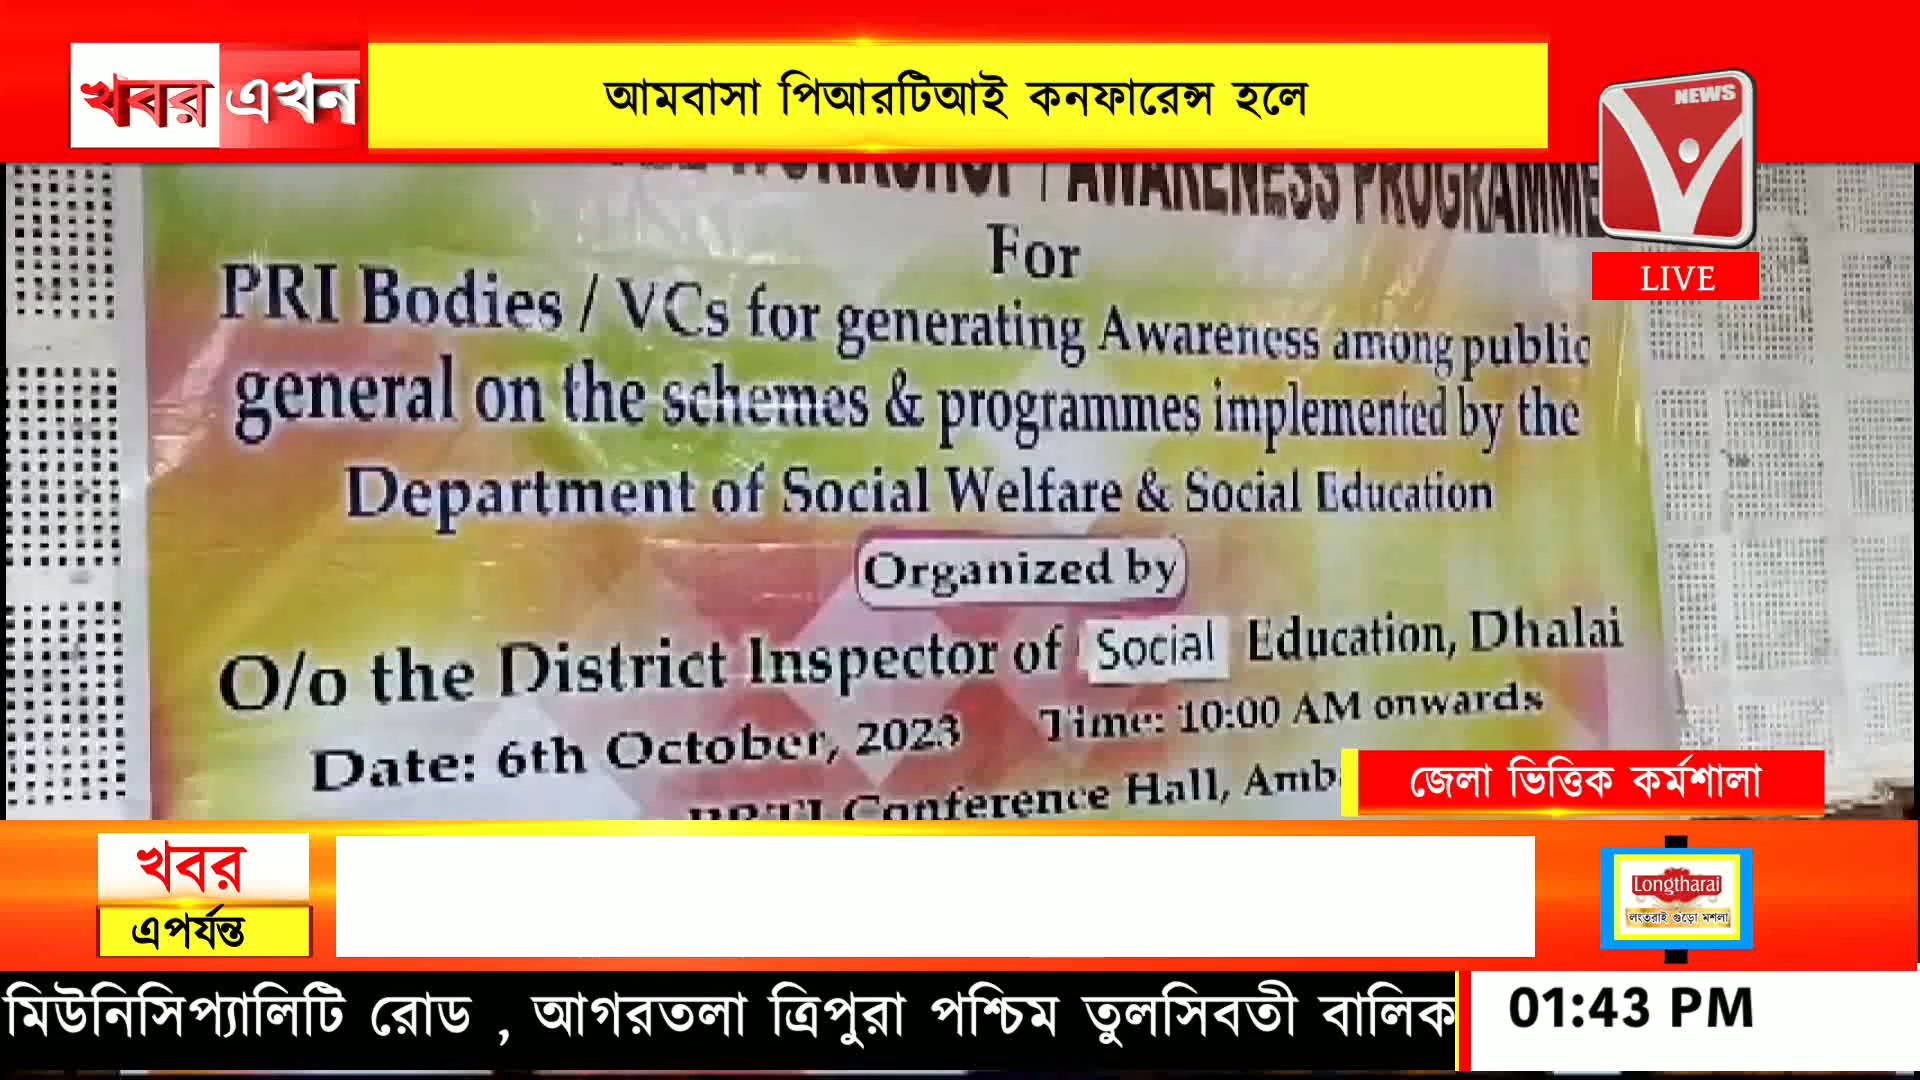 খবর এখন
আমবাসা পিআরটিআই কনফারেন্স হলে
NEWS
LIVE
WORKSHOP / AWARENESS PROGRAMME
For
PRI Bodies / VCs for generating Awareness among public
general on the schemes & programmes implemented by the
Department of Social Welfare & Social Education
Organized by
O/o the District Inspector of Social Education, Dhalai
Date: 6th October, 2023 Time: 10:00 AM onwards
Conference Hall,
জেলা ভিত্তিক কর্মশালা
খবর
এপর্যন্ত
Longtharai
লংতরাই গুঁড়ো মশলা
মিউনিসিপ্যালিটি রোড , আগরতলা ত্রিপুরা পশ্চিম তুলসিবতী বালিক
01:43 PM